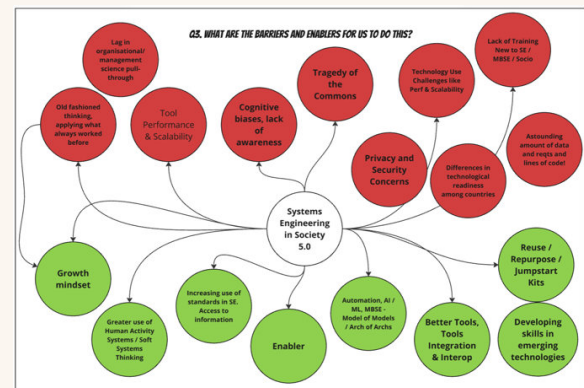 Q3. WHAT ARE THE BARRIERS AND ENABLERS FOR US TO DO THIS?
Lag in
organisational/
management
science pull-
through
Old fashioned
thinking,
applying what
always worked
before
Tool
Performance
& Scalability
Cognitive
biases, lack of
awareness
Tragedy of
the
Commons
Technology Use
Challenges like
Perf & Scalability
Lack of Training
New to SE /
MBSE / Socio
Privacy and
Security
Concerns
Differences in
technological
readiness
among countries
Astounding
amount of data
and reqts and
lines of code!
Systems
Engineering
in Society
5.0
Growth
mindset
Greater use of
Human Activity
Systems / Soft
Systems
Thinking
Increasing use of
standards in SE.
Access to
information
Enabler
Automation, AI /
ML, MBSE -
Model of Models /
Arch of Archs
Better Tools,
Tools
Integration
& Interop
Reuse /
Repurpose /
Jumpstart
Kits
Developing
skills in
emerging
technologies